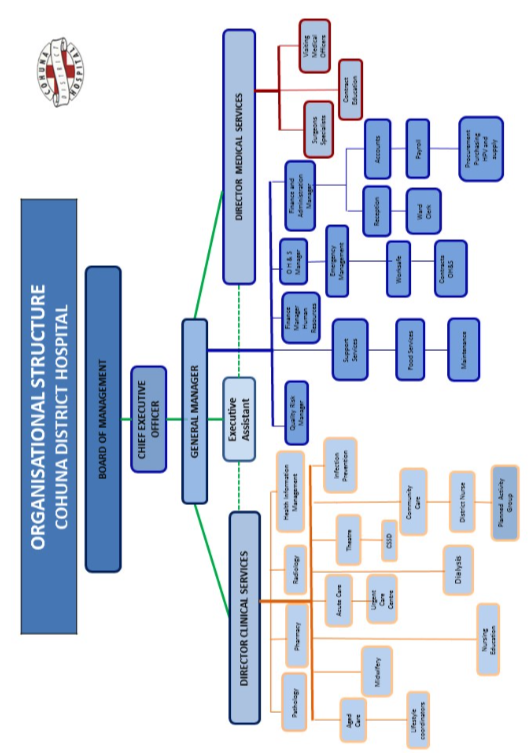 ORGANISATIONAL STRUCTURE
COHUNA DISTRICT HOSPITAL
COHUNA
DISTRICT
HOSPITAL
BOARD OF MANAGEMENT
CHIEF EXECUTIVE
OFFICER
GENERAL MANAGER
Executive
Assistant
DIRECTOR CLINICAL SERVICES
DIRECTOR MEDICAL SERVICES
Pathology
Pharmacy
Radiology
Health Information
Management
Aged
Care
Lifestyle
coordinators
Midwifery
Nursing
Education
Acute Care
Urgent
Care
Centre
Dialysis
Theatre
CSSD
Community
Care
District Nurse
Planned Activity
Group
Infection
Prevention
Quality Risk
Manager
Finance
Manager
Human
Resources
O H & S
Manager
Finance and
Administration
Manager
Support
Services
Food Services
Maintenance
Emergency
Management
Worksafe
Contracts
OH&S
Reception
Ward
Clerk
Accounts
Payroll
Procurement
Purchasing
HPV and
supply
Surgeons
Specialists
Contract
Education
Visiting
Medical
Officers